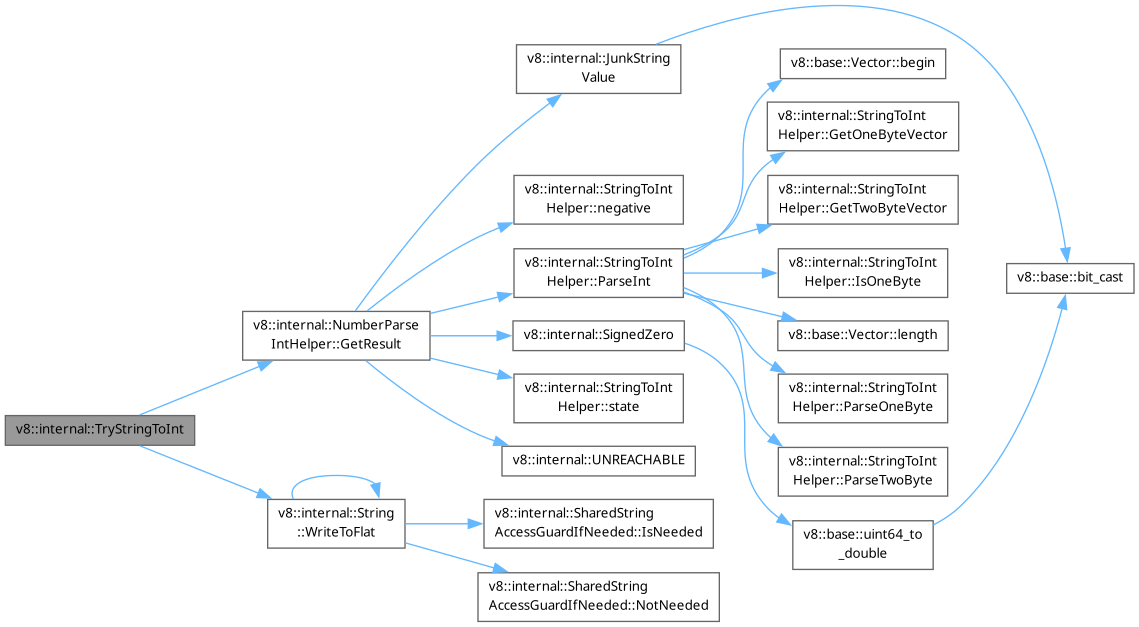 v8::internal::TryStringToInt
v8::internal::NumberParse
IntHelper::GetResult
v8::internal::String
::WriteToFlat
v8::internal::JunkString
Value
v8::internal::StringToInt
Helper::negative
v8::internal::StringToInt
Helper::ParseInt
v8::internal::SignedZero
v8::internal::StringToInt
Helper::state
v8::internal::UNREACHABLE
v8::internal::SharedString
AccessGuardIfNeeded::IsNeeded
v8::internal::SharedString
AccessGuardIfNeeded::NotNeeded
v8::base::Vector::begin
v8::internal::StringToInt
Helper::GetOneByteVector
v8::internal::StringToInt
Helper::GetTwoByteVector
v8::internal::StringToInt
Helper::IsOneByte
v8::base::Vector::length
v8::internal::StringToInt
Helper::ParseOneByte
v8::internal::StringToInt
Helper::ParseTwoByte
v8::base::uint64_to
_double
v8::base::bit_cast